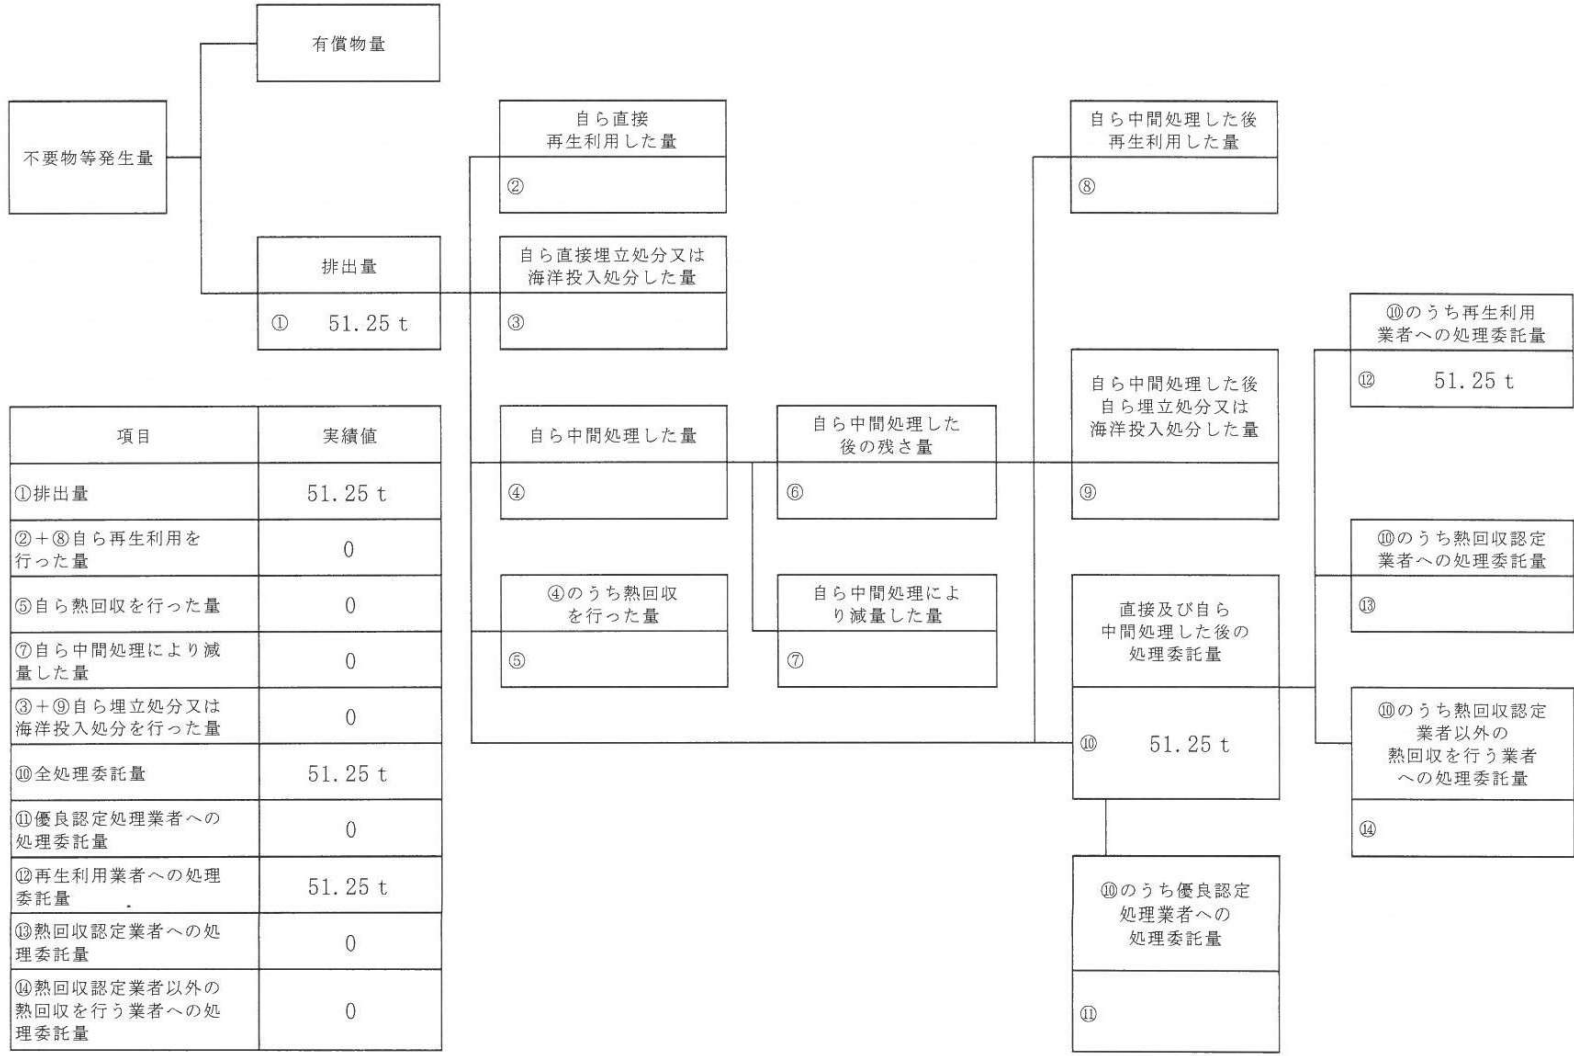 有償物量
不要物等発生量
排出量
① 51.25 t
自ら直接
再生利用した量
②
自ら直接埋立処分又は
海洋投入処分した量
③
自ら中間処理した量
④
④のうち熱回収
を行った量
⑤
自ら中間処理した
後の残さ量
⑥
自ら中間処理によ
り減量した量
⑦
自ら中間処理した後
再生利用した量
⑧
自ら中間処理した後
自ら埋立処分又は
海洋投入処分した量
⑨
直接及び自ら
中間処理した後の
処理委託量
⑩ 51.25 t
⑩のうち優良認定
処理業者への
処理委託量
⑪
⑩のうち再生利用
業者への処理委託量
⑫ 51.25 t
⑩のうち熱回収認定
業者への処理委託量
⑬
⑩のうち熱回収認定
業者以外の
熱回収を行う業者
への処理委託量
⑭
項目 実績値
①排出量 51.25 t
②+⑧自ら再生利用を
行った量 0
⑤自ら熱回収を行った量 0
⑦自ら中間処理により減
量した量 0
③+⑨自ら埋立処分又は
海洋投入処分を行った量 0
⑩全処理委託量 51.25 t
⑪優良認定処理業者への
処理委託量 0
⑫再生利用業者への処理
委託量 51.25 t
⑬熱回収認定業者への処
理委託量 0
⑭熱回収認定業者以外の
熱回収を行う業者への処
理委託量 0